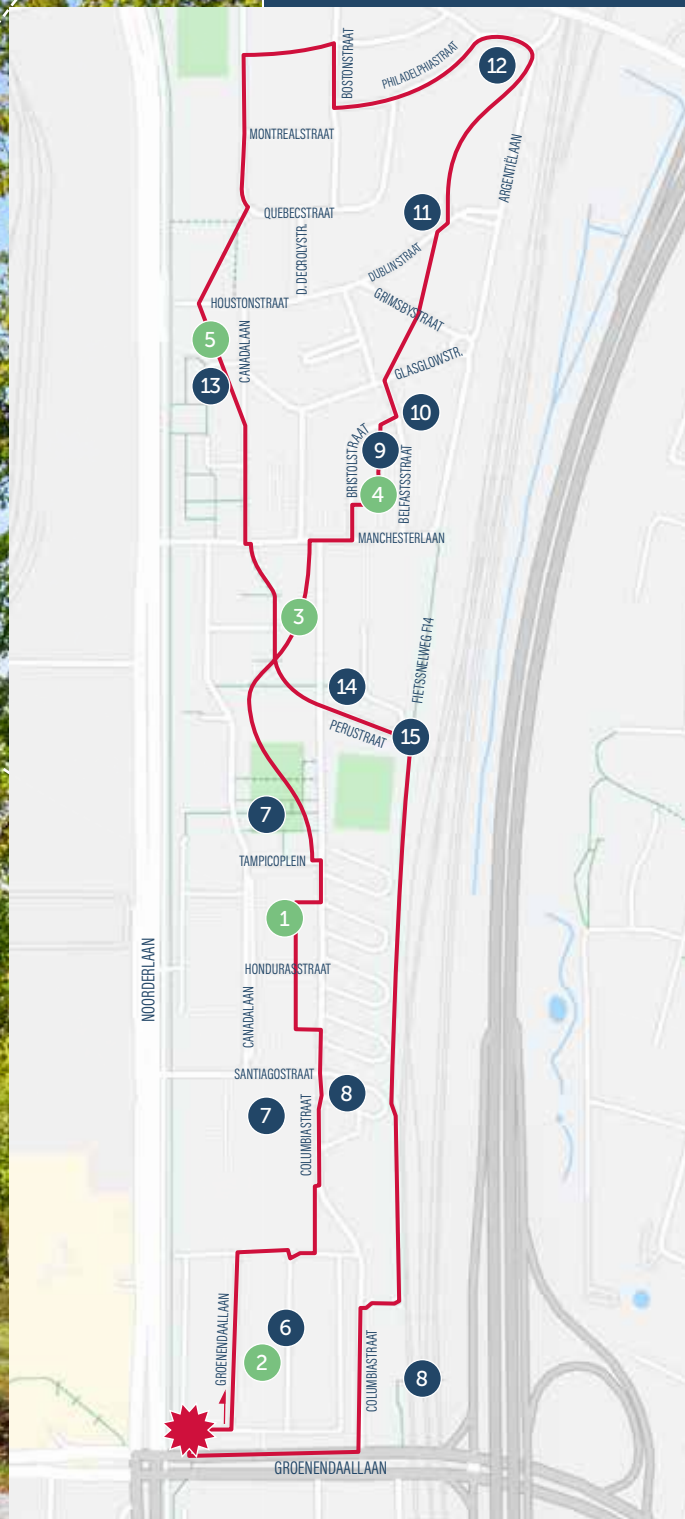 12
BOSTONSTRAAT
PHILADELPHIASTRAAT
MONTREALSTRAAT
ARGENTIËLAAN
QUEBECSTRAAT
11
D. DECROLYSTR.
DUBLINSTRAAT
HOUSTONSTRAAT
GRIMSBYSTRAAT
5
CANADALAAN
GLASGLOWSTR.
13
10
BRISTOLSTRAAT
9
BELFASTSSTRAAT
4
MANCHESTERLAAN
3
FIETSSNELWEG F14
14
PERUSTRAAT
15
7
TAMPICOPLEIN
1
NOORDERLAAN
HONDURASSTRAAT
CANADALAAN
SANTIAGOSTRAAT
8
7
COLUMBIASTRAAT
GROENENDAALLAAN
6
2
COLUMBIASTRAAT
8
GROENENDAALLAAN